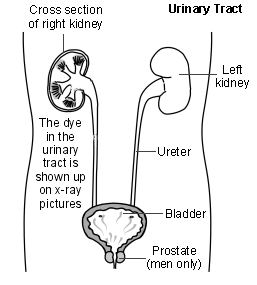 Cross section
of right kidney
Urinary Tract
Left
kidney
The dye
in the
urinary
tract is
shown up
on x-ray
pictures
Ureter
Bladder
Prostate
(men only)